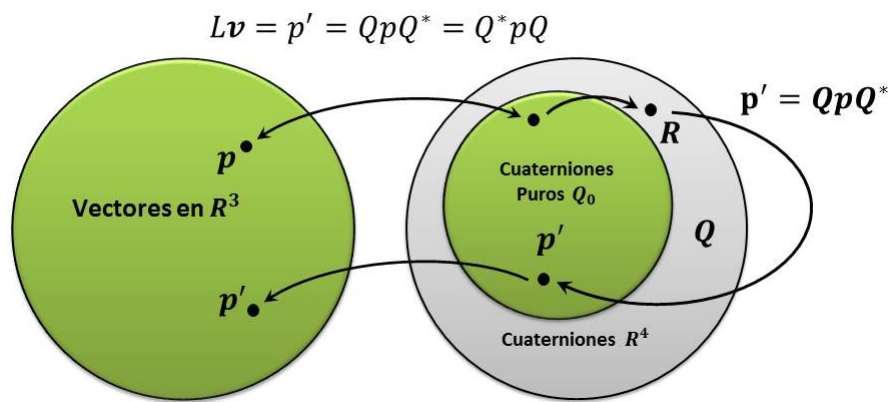 Lv = p′ = QpQ* = Q*pQ
p′ = QpQ*
p
R
Cuaterniones
Puros Q₀
Vectores en R³
Q
p′
p′
Cuaterniones R⁴